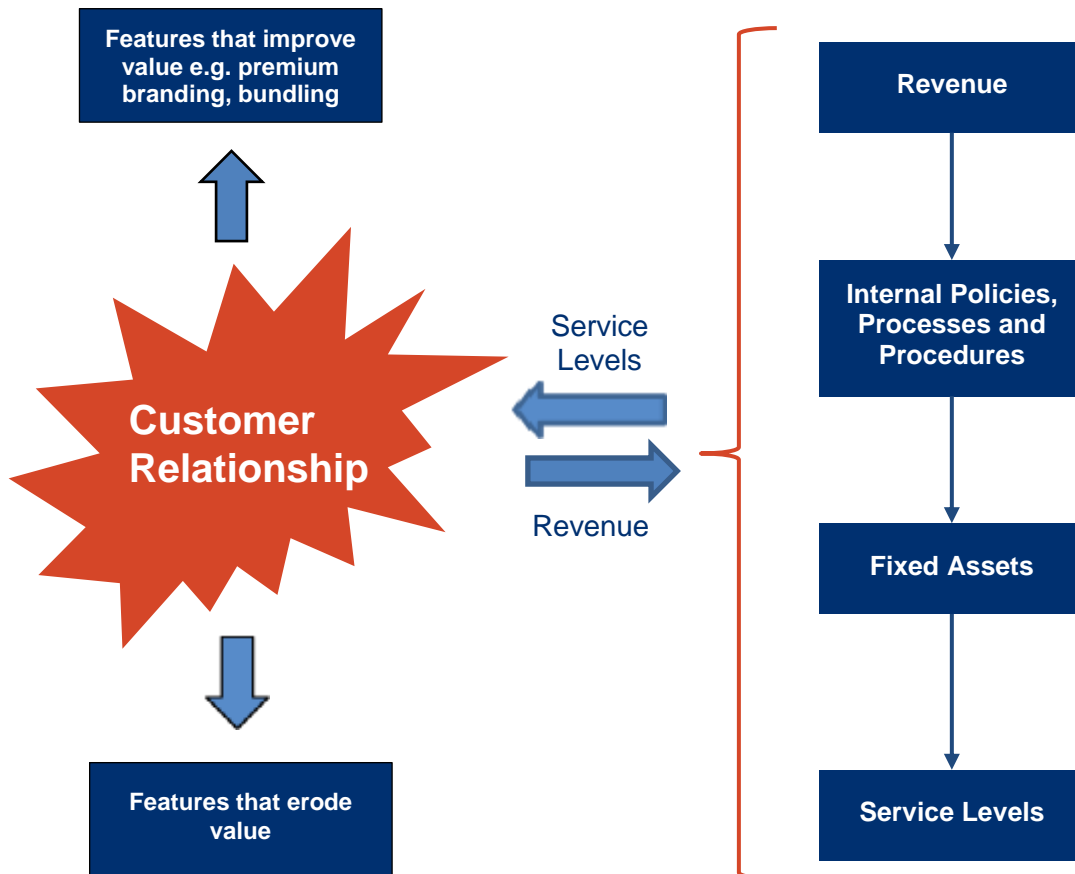 Features that improve
value e.g. premium
branding, bundling
Customer
Relationship
Features that erode
value
Service
Levels
Revenue
Revenue
Internal Policies,
Processes and
Procedures
Fixed Assets
Service Levels